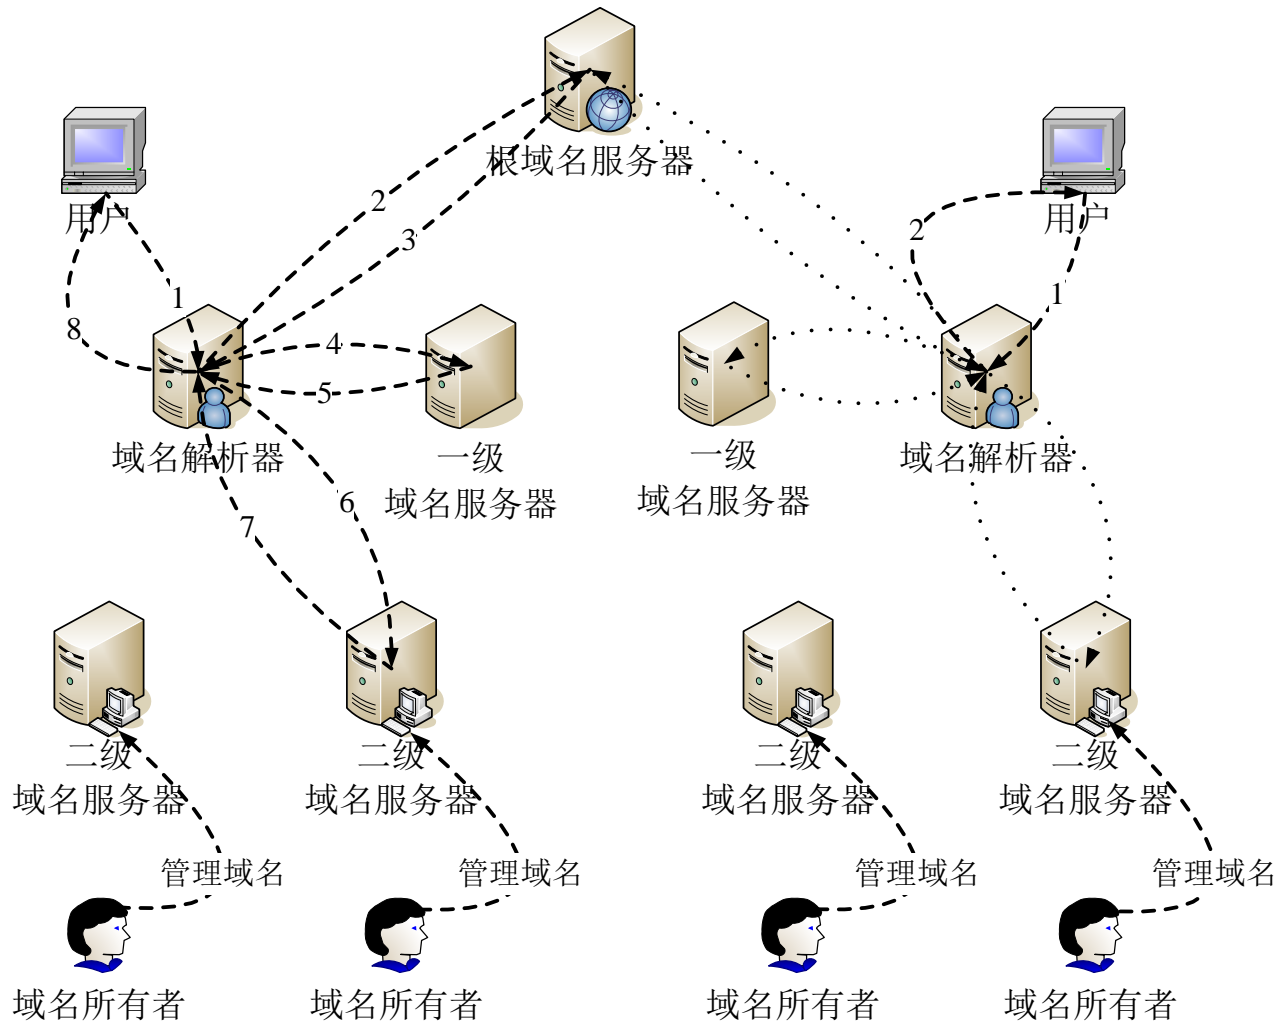 根域名服务器
用户
用户
2
3
2
1
1
8
4
5
域名解析器
一级
域名服务器
一级
域名服务器
域名解析器
6
7
二级
域名服务器
二级
域名服务器
二级
域名服务器
二级
域名服务器
管理域名
管理域名
管理域名
管理域名
域名所有者
域名所有者
域名所有者
域名所有者